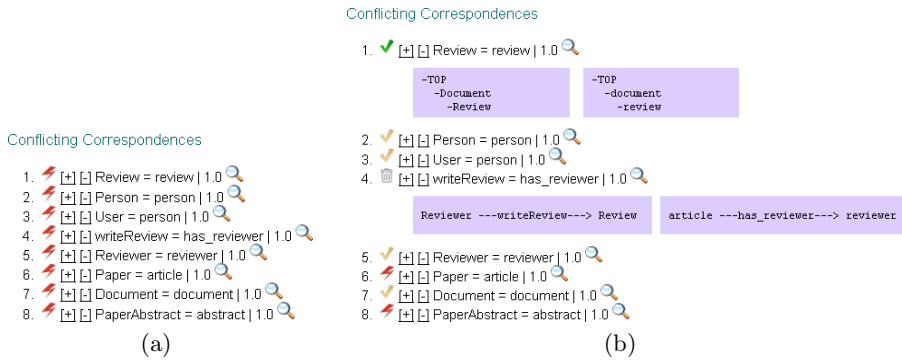 Conflicting Correspondences
1. [+] [-] Review = review | 1.0
2. [+] [-] Person = person | 1.0
3. [+] [-] User = person | 1.0
4. [+] [-] writeReview = has_reviewer | 1.0
5. [+] [-] Reviewer = reviewer | 1.0
6. [+] [-] Paper = article | 1.0
7. [+] [-] Document = document | 1.0
8. [+] [-] PaperAbstract = abstract | 1.0
(a)
Conflicting Correspondences
1. [+] [-] Review = review | 1.0
-TOP
-Document
-Review
-TOP
-document
-review
2. [+] [-] Person = person | 1.0
3. [+] [-] User = person | 1.0
4. [+] [-] writeReview = has_reviewer | 1.0
Reviewer ---writeReview---> Review
article ---has_reviewer---> reviewer
5. [+] [-] Reviewer = reviewer | 1.0
6. [+] [-] Paper = article | 1.0
7. [+] [-] Document = document | 1.0
8. [+] [-] PaperAbstract = abstract | 1.0
(b)